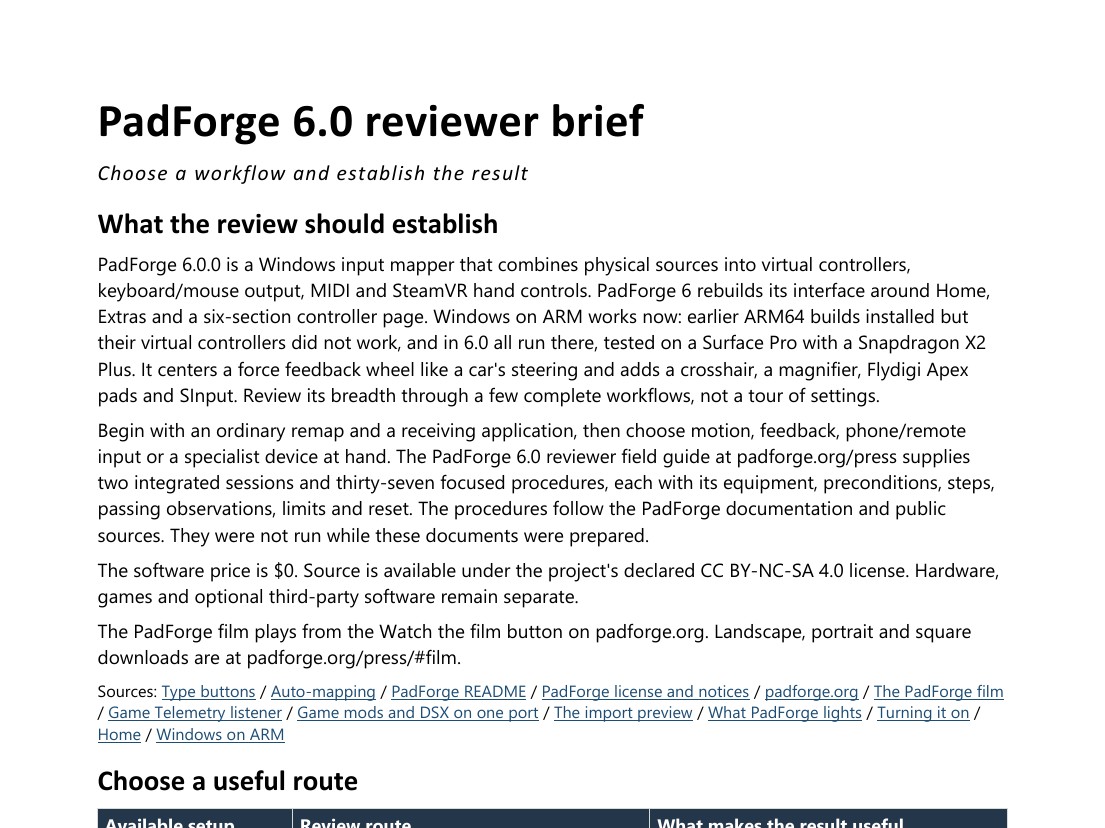 PadForge 6.0 reviewer brief
Choose a workflow and establish the result
What the review should establish
PadForge 6.0.0 is a Windows input mapper that combines physical sources into virtual controllers,
keyboard/mouse output, MIDI and SteamVR hand controls. PadForge 6 rebuilds its interface around Home,
Extras and a six-section controller page. Windows on ARM works now: earlier ARM64 builds installed but
their virtual controllers did not work, and in 6.0 all run there, tested on a Surface Pro with a Snapdragon X2
Plus. It centers a force feedback wheel like a car's steering and adds a crosshair, a magnifier, Flydigi Apex
pads and SInput. Review its breadth through a few complete workflows, not a tour of settings.
Begin with an ordinary remap and a receiving application, then choose motion, feedback, phone/remote
input or a specialist device at hand. The PadForge 6.0 reviewer field guide at padforge.org/press supplies
two integrated sessions and thirty-seven focused procedures, each with its equipment, preconditions, steps,
passing observations, limits and reset. The procedures follow the PadForge documentation and public
sources. They were not run while these documents were prepared.
The software price is $0. Source is available under the project's declared CC BY-NC-SA 4.0 license. Hardware,
games and optional third-party software remain separate.
The PadForge film plays from the Watch the film button on padforge.org. Landscape, portrait and square
downloads are at padforge.org/press/#film.
Sources: Type buttons / Auto-mapping / PadForge README / PadForge license and notices / padforge.org / The PadForge film
/ Game Telemetry listener / Game mods and DSX on one port / The import preview / What PadForge lights / Turning it on /
Home / Windows on ARM
Choose a useful route
Available setup Review route What makes the result useful